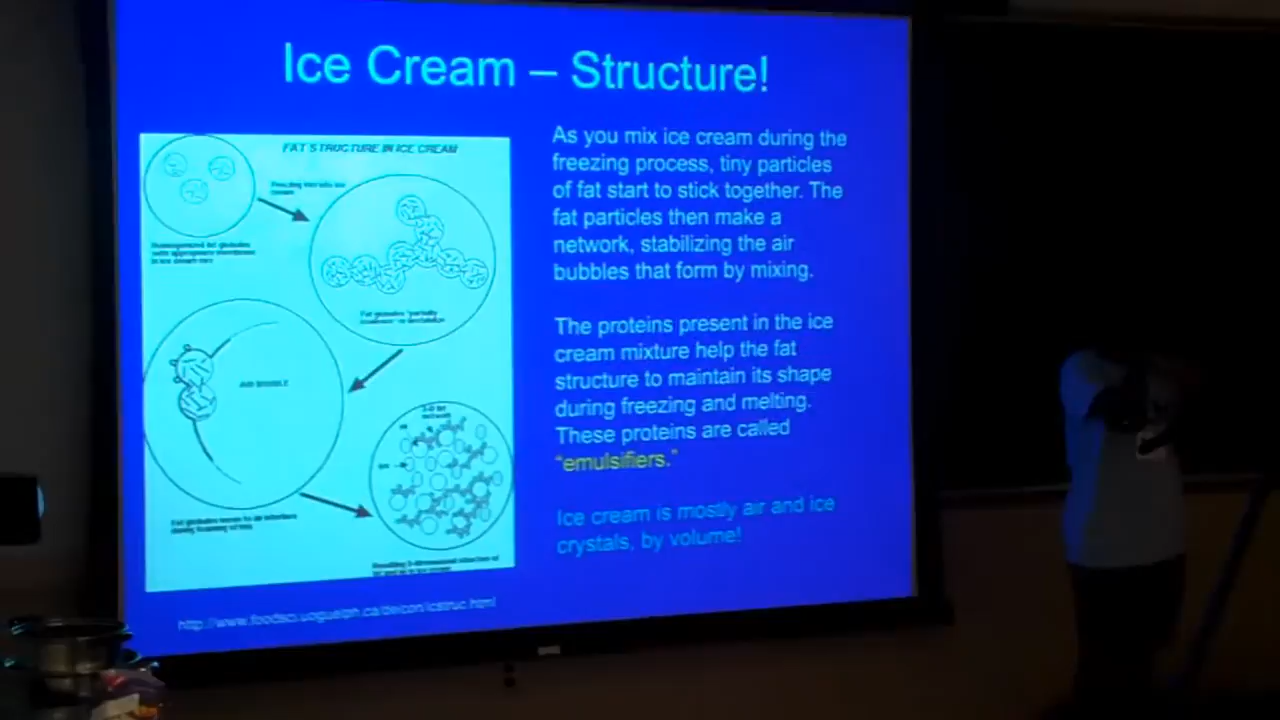 Ice Cream – Structure!
FAT STRUCTURE IN ICE CREAM
As you mix ice cream during the
freezing process, tiny particles
of fat start to stick together. The
fat particles then make a
network, stabilizing the air
bubbles that form by mixing.
The proteins present in the ice
cream mixture help the fat
structure to maintain its shape
during freezing and melting.
These proteins are called
“emulsifiers.”
Ice cream is mostly air and ice
crystals, by volume!
AIR BUBBLE